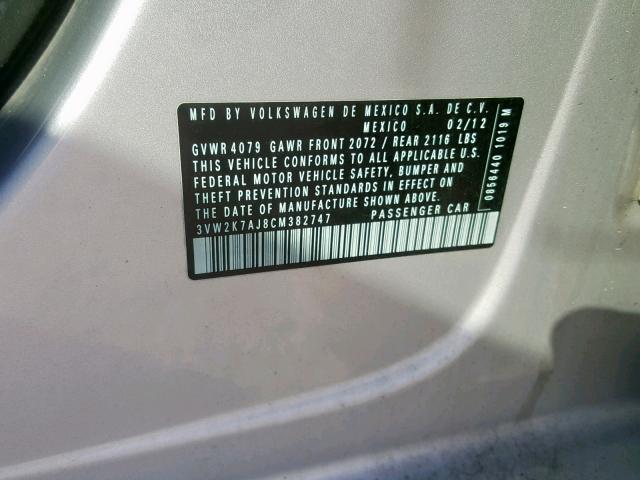 MFD BY VOLKSWAGEN DE MEXICO S.A. DE C.V.
MEXICO 02/12
GVWR 4079 GAWR FRONT 2072 / REAR 2116 LBS
THIS VEHICLE CONFORMS TO ALL APPLICABLE U.S.
FEDERAL MOTOR VEHICLE SAFETY, BUMPER AND
THEFT PREVENTION STANDARDS IN EFFECT ON
THE DATE OF MANUFACTURE SHOWN ABOVE.
3VW2K7AJ8CM382747 PASSENGER CAR
0856440 1019 M